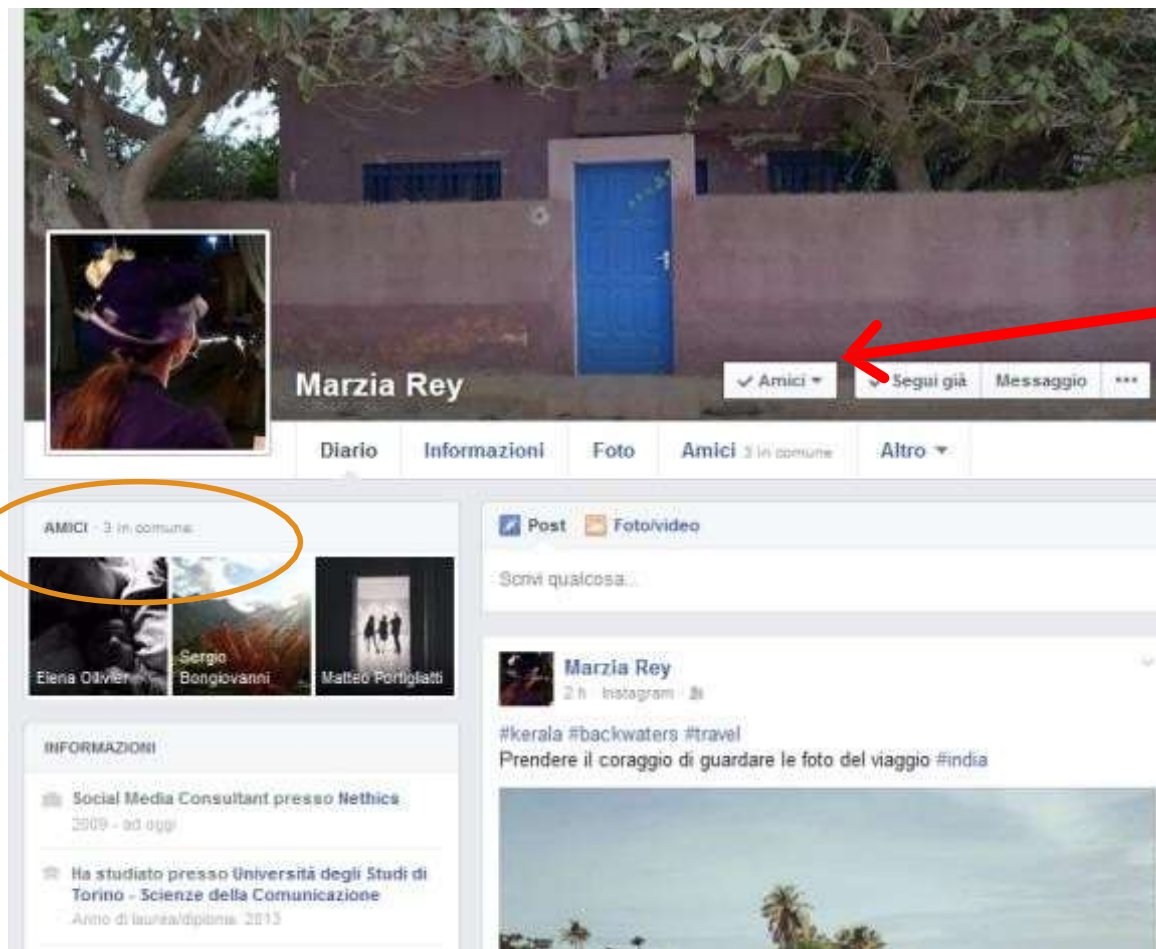 Marzia Rey
Amici
Segui già
Messaggio
Diario
Informazioni
Foto
Amici 3 in comune
Altro
AMICI · 3 in comune
Elena Ollivier
Sergio
Bongiovanni
Matteo Portigliatti
INFORMAZIONI
Social Media Consultant presso Nethics
2009 - ad oggi
Ha studiato presso Università degli Studi di
Torino - Scienze della Comunicazione
Anno di laurea/diploma: 2013
Post
Foto/video
Scrivi qualcosa...
Marzia Rey
2 h · Instagram ·
#kerala #backwaters #travel
Prendere il coraggio di guardare le foto del viaggio #india